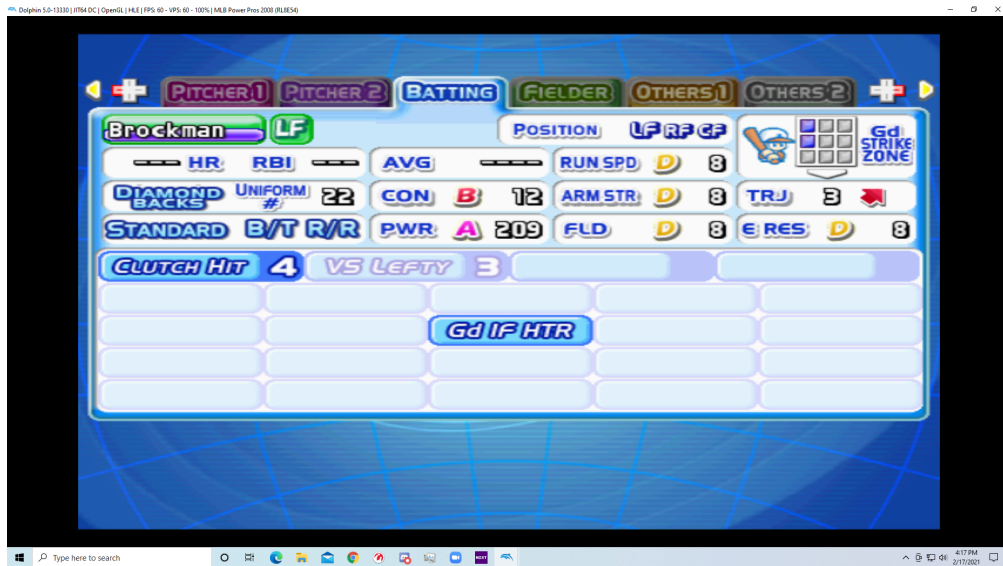 Dolphin 5.0-13330 | JIT64 DC | OpenGL | HLE | FPS: 60 - VPS: 60 - 100% | MLB Power Pros 2008 (RLBE54)
PITCHER 1 PITCHER 2 BATTING FIELDER OTHERS 1 OTHERS 2
Brockman LF POSITION LF RF CF Gd STRIKE ZONE
--- HR RBI --- AVG ---- RUN SPD D 8
DIAMOND BACKS UNIFORM # 22 CON B 12 ARM STR D 8 TRJ 3
STANDARD B/T R/R PWR A 209 FLD D 8 E RES D 8
CLUTCH HIT 4 VS LEFTY 3
Gd IF HTR
Type here to search
NEXT
4:17 PM
2/17/2021